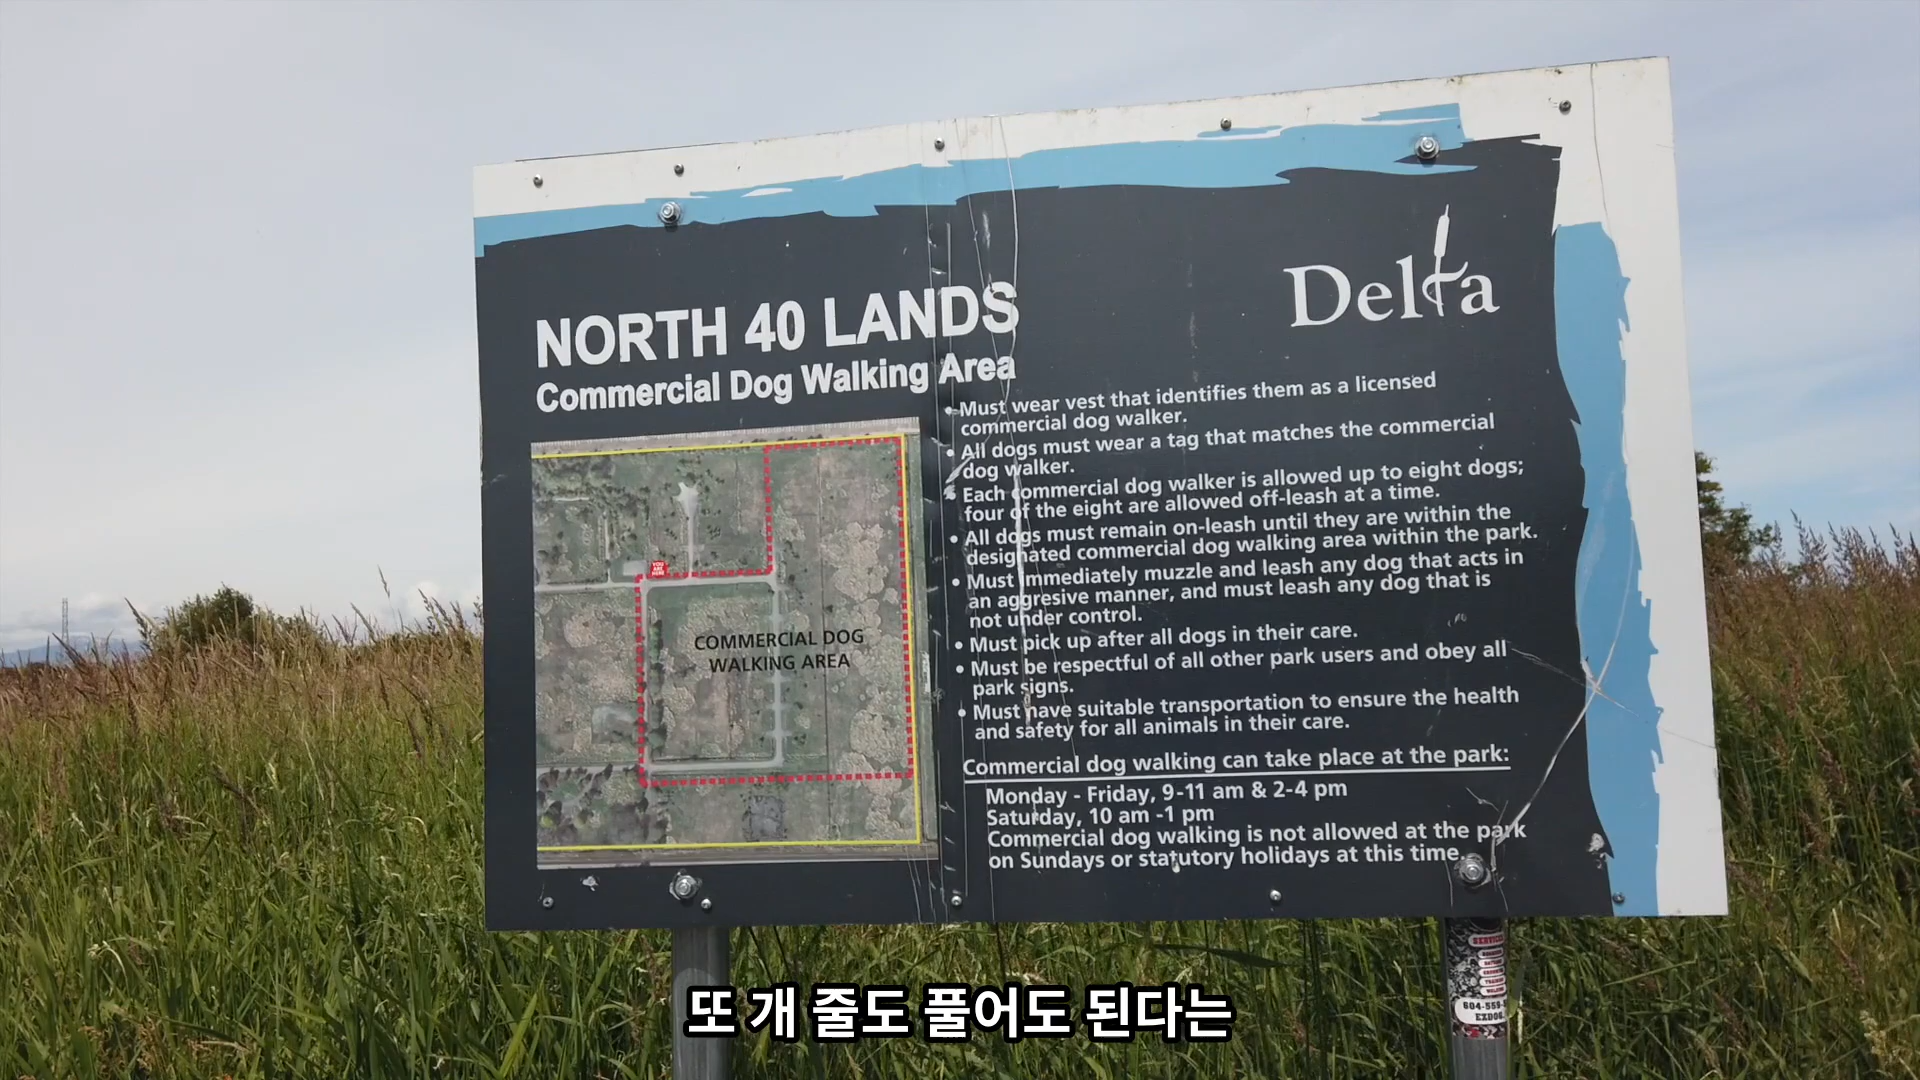 Delta
NORTH 40 LANDS
Commercial Dog Walking Area
YOU
ARE
HERE
COMMERCIAL DOG
WALKING AREA
• Must wear vest that identifies them as a licensed
commercial dog walker.
• All dogs must wear a tag that matches the commercial
dog walker.
• Each commercial dog walker is allowed up to eight dogs;
four of the eight are allowed off-leash at a time.
• All dogs must remain on-leash until they are within the
designated commercial dog walking area within the park.
• Must immediately muzzle and leash any dog that acts in
an aggresive manner, and must leash any dog that is
not under control.
• Must pick up after all dogs in their care.
• Must be respectful of all other park users and obey all
park signs.
• Must have suitable transportation to ensure the health
and safety for all animals in their care.
Commercial dog walking can take place at the park:
Monday - Friday, 9-11 am & 2-4 pm
Saturday, 10 am -1 pm
Commercial dog walking is not allowed at the park
on Sundays or statutory holidays at this time.
SERVICES
604-559-
또 개 줄도 풀어도 된다는